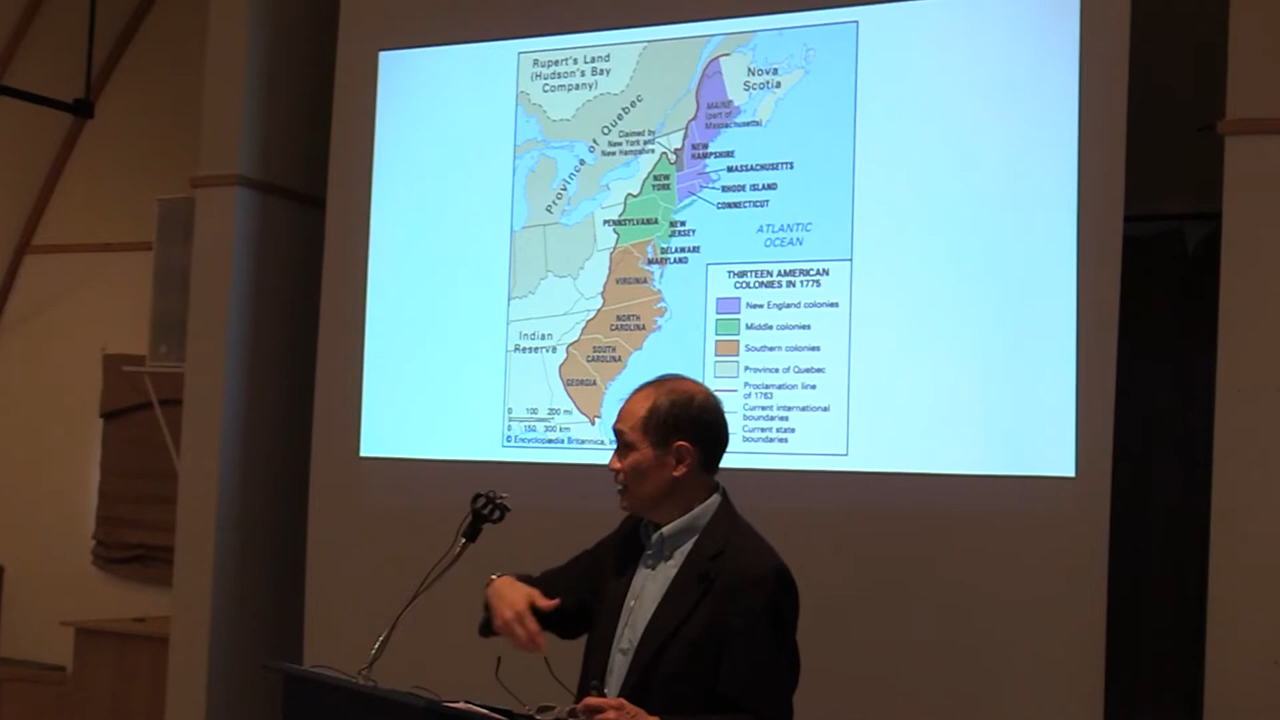 Rupert's Land
(Hudson's Bay
Company)
Nova
Scotia
Province of Quebec
MAINE
(part of
Massachusetts)
Claimed by
New York and
New Hampshire
NEW
HAMPSHIRE
MASSACHUSETTS
NEW
YORK
RHODE ISLAND
CONNECTICUT
PENNSYLVANIA
NEW
JERSEY
ATLANTIC
OCEAN
DELAWARE
MARYLAND
VIRGINIA
THIRTEEN AMERICAN
COLONIES IN 1775
New England colonies
Middle colonies
Southern colonies
Province of Quebec
Proclamation line
of 1763
Current international
boundaries
Current state
boundaries
NORTH
CAROLINA
Indian
Reserve
SOUTH
CAROLINA
GEORGIA
0 100 200 mi
0 150 300 km
© Encyclopædia Britannica, In